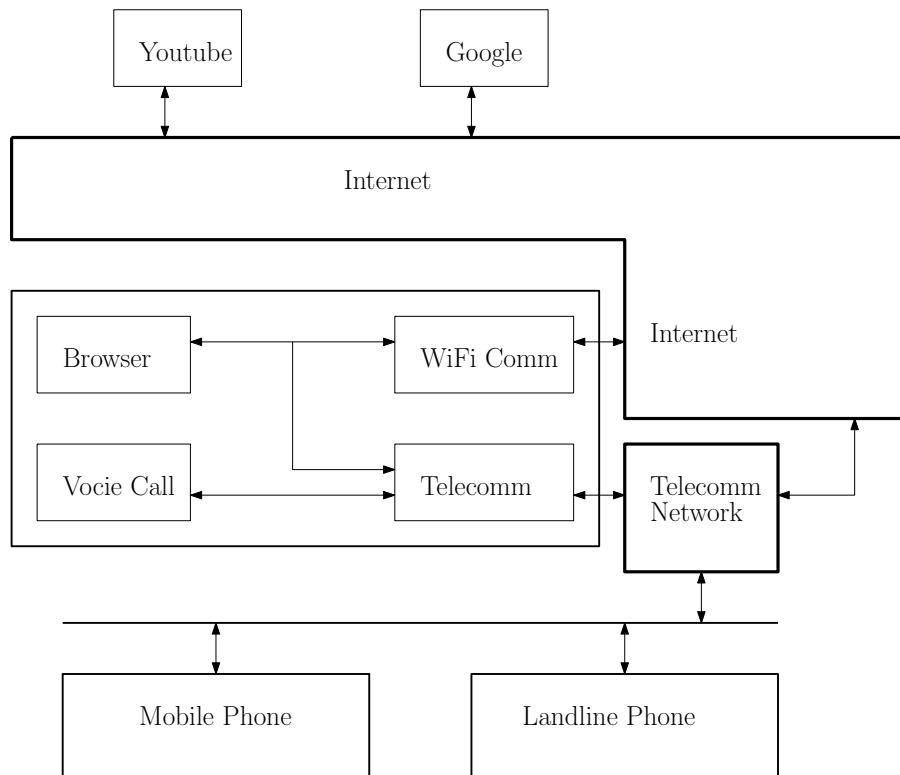 Youtube
Google
Internet
Internet
Browser
WiFi Comm
Vocie Call
Telecomm
Telecomm
Network
Mobile Phone
Landline Phone